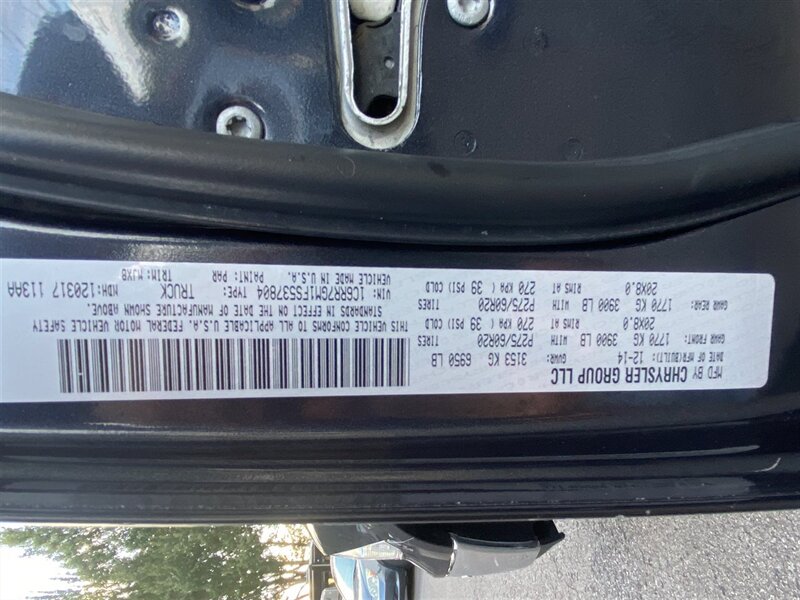 MFD BY CHRYSLER GROUP LLC
DATE OF MFR(BUILT): 12-14 GVWR: 3153 KG 6950 LB
GAWR FRONT: 1770 KG 3900 LB WITH P275/60R20 TIRES
20X8.0 RIMS AT 270 KPA ( 39 PSI) COLD
GAWR REAR: 1770 KG 3900 LB WITH P275/60R20 TIRES
20X8.0 RIMS AT 270 KPA ( 39 PSI) COLD
THIS VEHICLE CONFORMS TO ALL APPLICABLE U.S.A. FEDERAL MOTOR VEHICLE SAFETY
STANDARDS IN EFFECT ON THE DATE OF MANUFACTURE SHOWN ABOVE.
VIN: 1C6RR7GM1FS537804 TYPE: TRUCK MDH:120317 113AA
VEHICLE MADE IN U.S.A. PAINT: PAR TRIM: MJX8